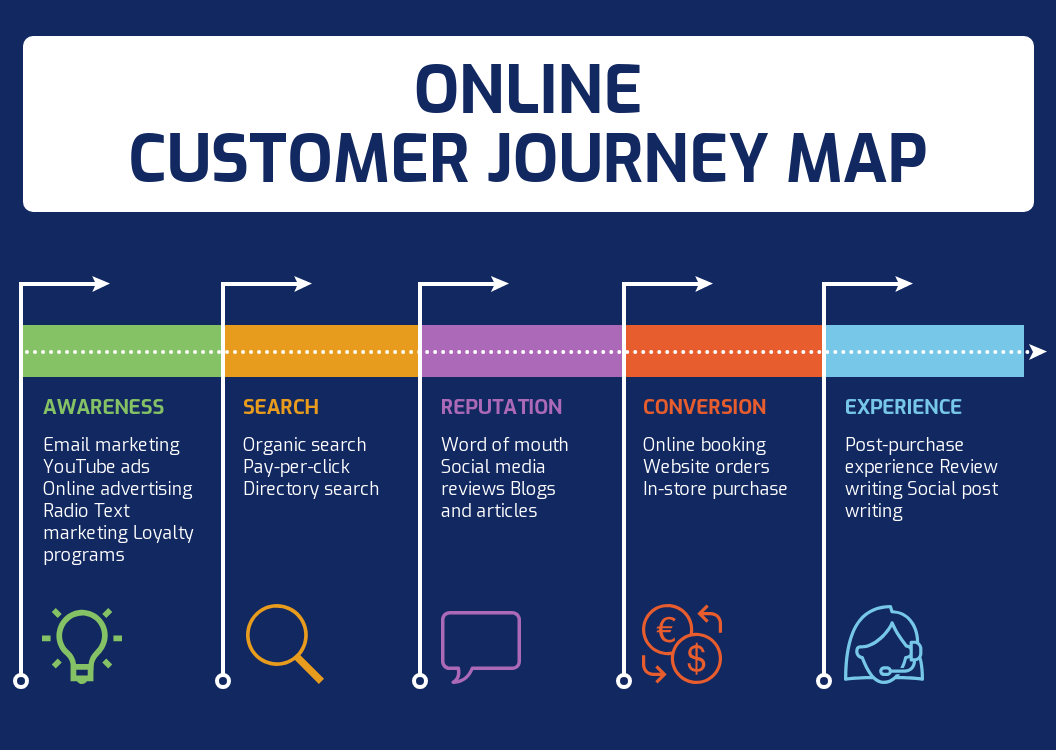 ONLINE
CUSTOMER JOURNEY MAP
AWARENESS
Email marketing
YouTube ads
Online advertising
Radio Text
marketing Loyalty
programs
SEARCH
Organic search
Pay-per-click
Directory search
REPUTATION
Word of mouth
Social media
reviews Blogs
and articles
CONVERSION
Online booking
Website orders
In-store purchase
EXPERIENCE
Post-purchase
experience Review
writing Social post
writing
€
$